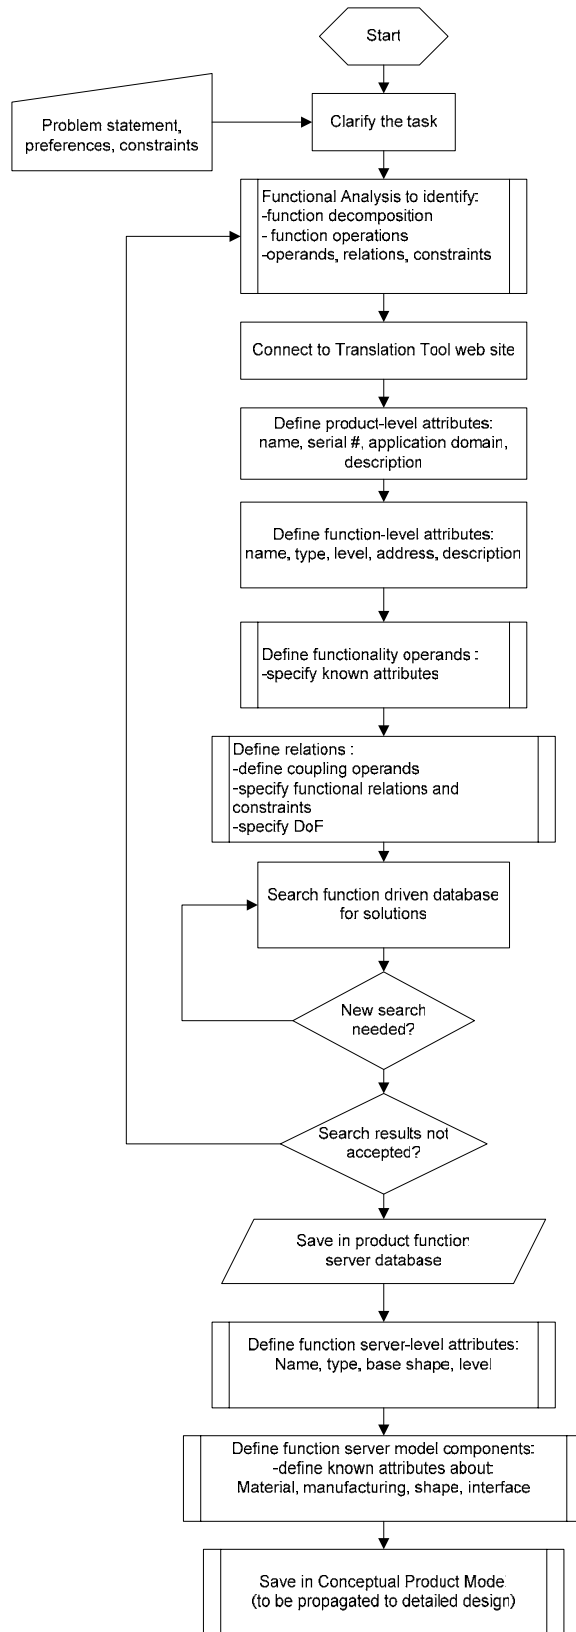 Start
Problem statement,
preferences, constraints
Clarify the task
Functional Analysis to identify:
-function decomposition
- function operations
-operands, relations, constraints
Connect to Translation Tool web site
Define product-level attributes:
name, serial #, application domain,
description
Define function-level attributes:
name, type, level, address, description
Define functionality operands :
-specify known attributes
Define relations :
-define coupling operands
-specify functional relations and
constraints
-specify DoF
Search function driven database
for solutions
New search
needed?
Search results not
accepted?
Save in product function
server database
Define function server-level attributes:
Name, type, base shape, level
Define function server model components:
-define known attributes about:
Material, manufacturing, shape, interface
Save in Conceptual Product Model
(to be propagated to detailed design)